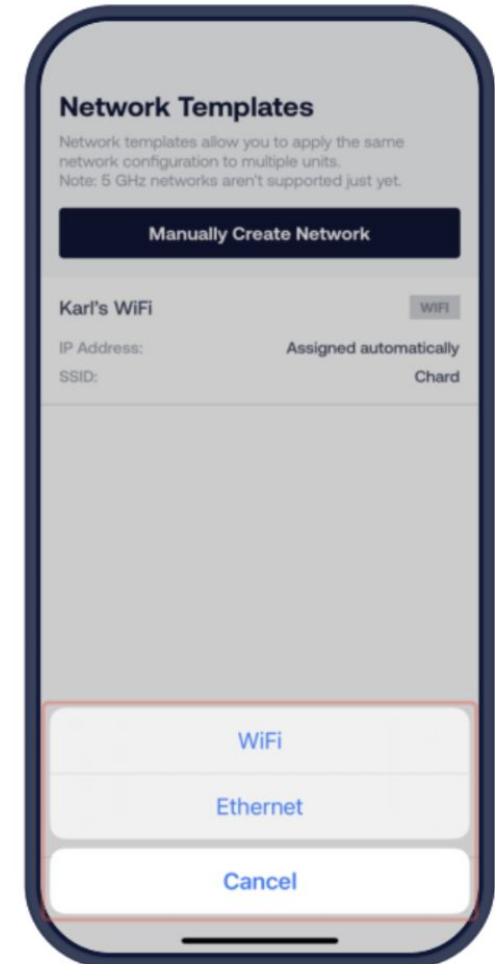 Network Templates
Network templates allow you to apply the same
network configuration to multiple units.
Note: 5 GHz networks aren't supported just yet.
Manually Create Network
Karl's WiFi WIFI
IP Address: Assigned automatically
SSID: Chard
WiFi
Ethernet
Cancel